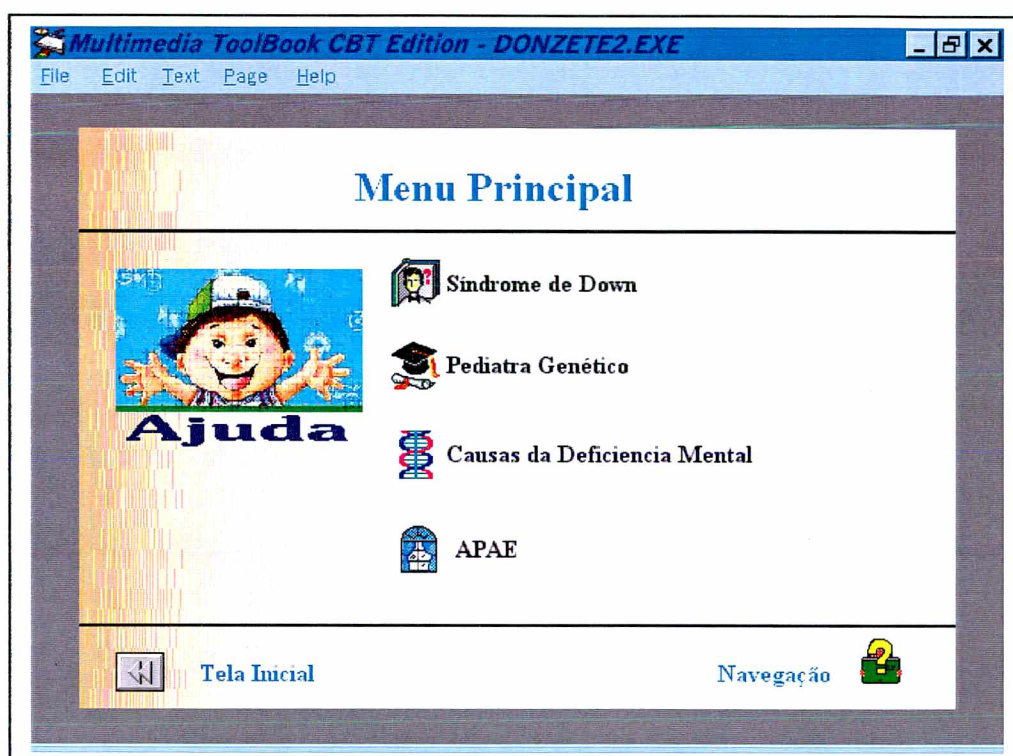 Multimedia ToolBook CBT Edition - DONZETE2.EXE
File Edit Text Page Help
Menu Principal
Síndrome de Down
Pediatra Genético
Ajuda
Causas da Deficiencia Mental
APAE
Tela Inicial
Navegação